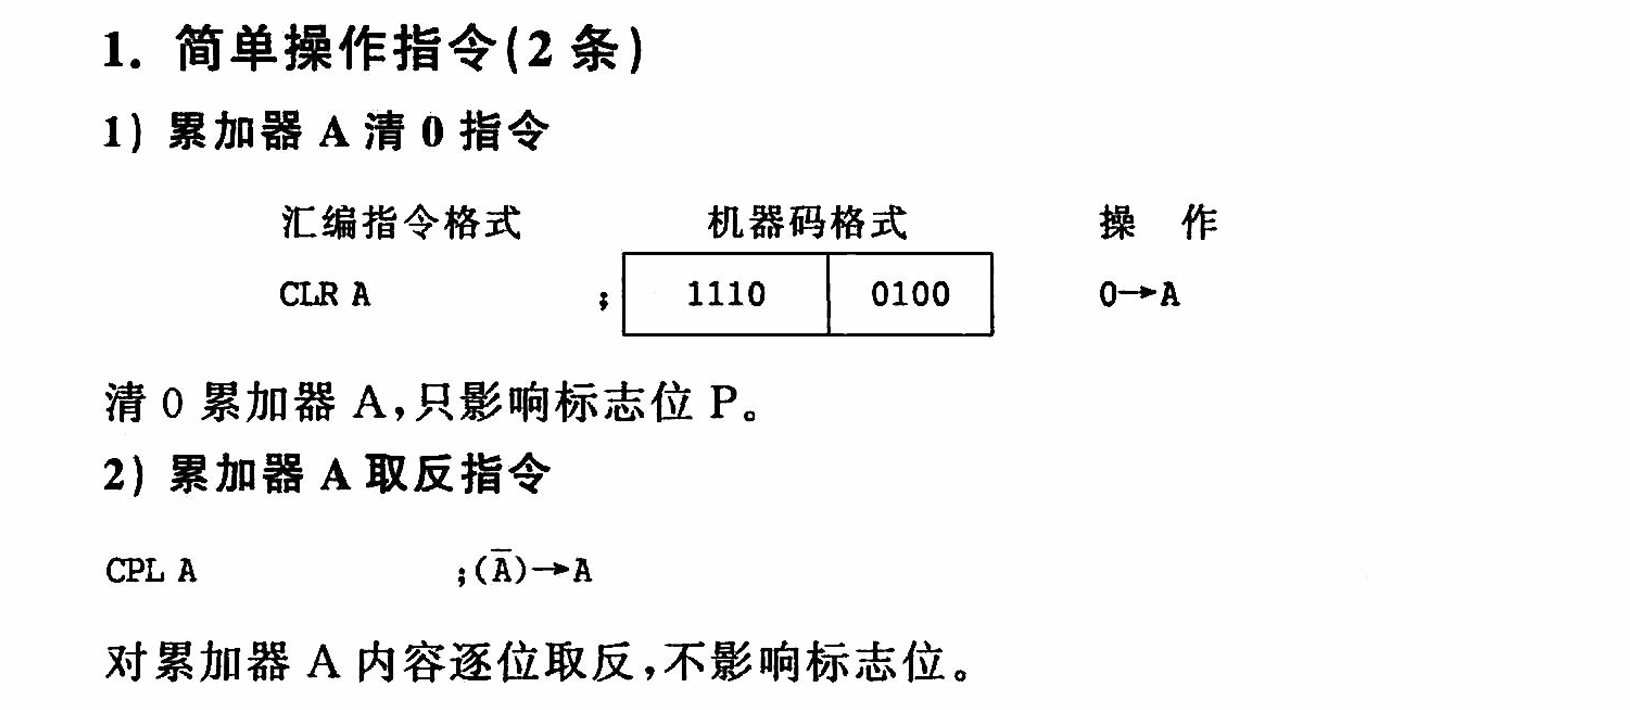 1. 简单操作指令(2 条)
1) 累加器 A 清 0 指令
汇编指令格式 机器码格式 操 作
CLR A ; 1110 0100 0→A
清 0 累加器 A,只影响标志位 P。
2) 累加器 A 取反指令
CPL A ;(A̅)→A
对累加器 A 内容逐位取反,不影响标志位。